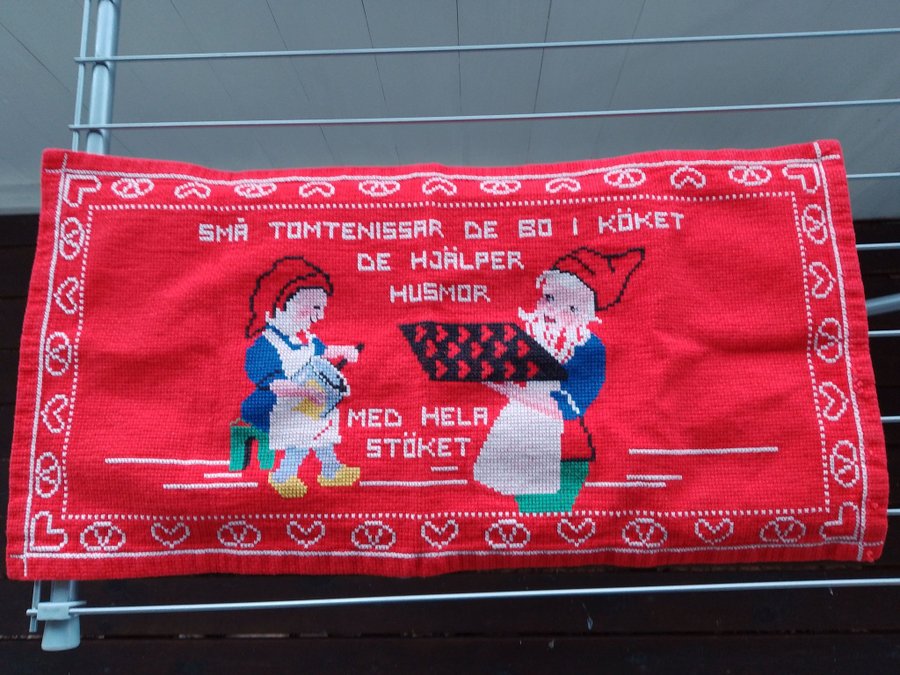 SMÅ TOMTENISSAR DE BO I KÖKET
DE HJÄLPER
HUSMOR
MED HELA
STÖKET